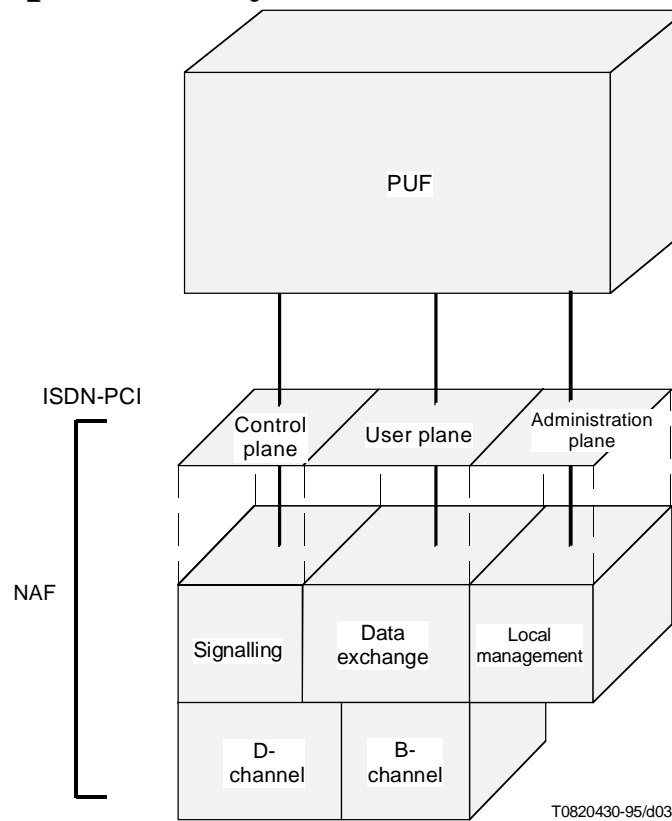 PUF
ISDN-PCI
Control
plane
User plane
Administration
plane
NAF
Signalling
Data
exchange
Local
management
D-
channel
B-
channel
T0820430-95/d03